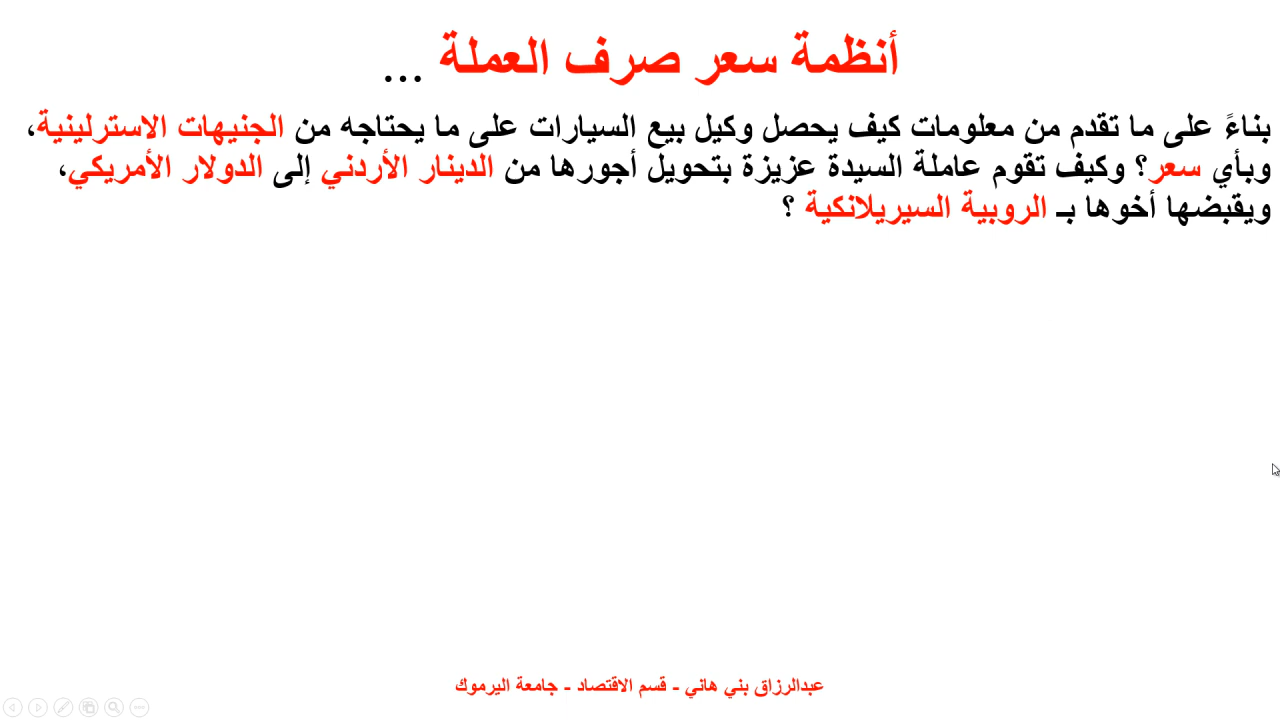 أنظمة سعر صرف العملة ...
بناءً على ما تقدم من معلومات كيف يحصل وكيل بيع السيارات على ما يحتاجه من الجنيهات الاسترلينية،
وبأي سعر؟ وكيف تقوم عاملة السيدة عزيزة بتحويل أجورها من الدينار الأردني إلى الدولار الأمريكي،
ويقبضها أخوها بـ الروبية السيريلانكية ؟
عبدالرزاق بني هاني - قسم الاقتصاد - جامعة اليرموك